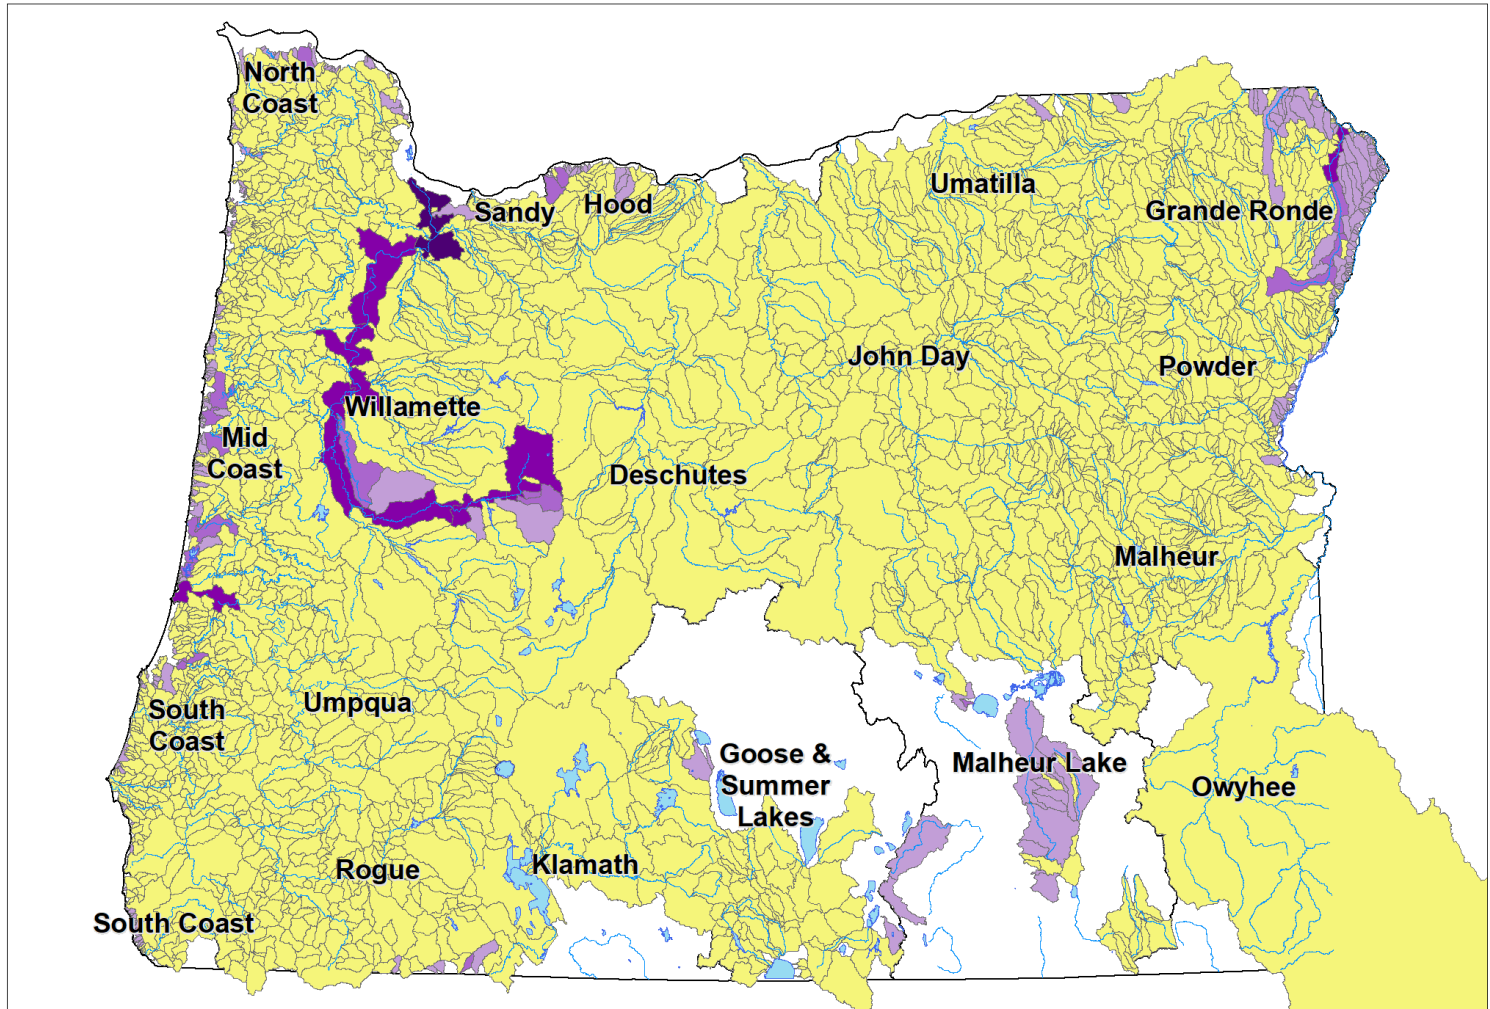 North
Coast
Sandy
Hood
Umatilla
Grande Ronde
John Day
Powder
Willamette
Mid
Coast
Deschutes
Malheur
Umpqua
South
Coast
Goose &
Summer
Lakes
Malheur Lake
Owyhee
Rogue
Klamath
South Coast